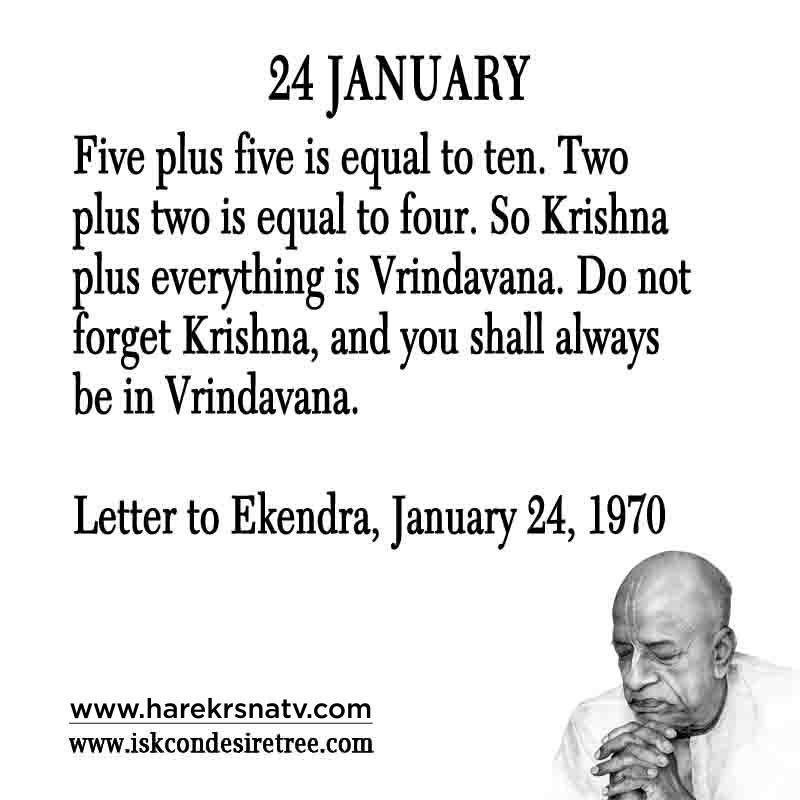 24 JANUARY
Five plus five is equal to ten. Two
plus two is equal to four. So Krishna
plus everything is Vrindavana. Do not
forget Krishna, and you shall always
be in Vrindavana.
Letter to Ekendra, January 24, 1970
www.harekrsnatv.com
www.iskcondesiretree.com